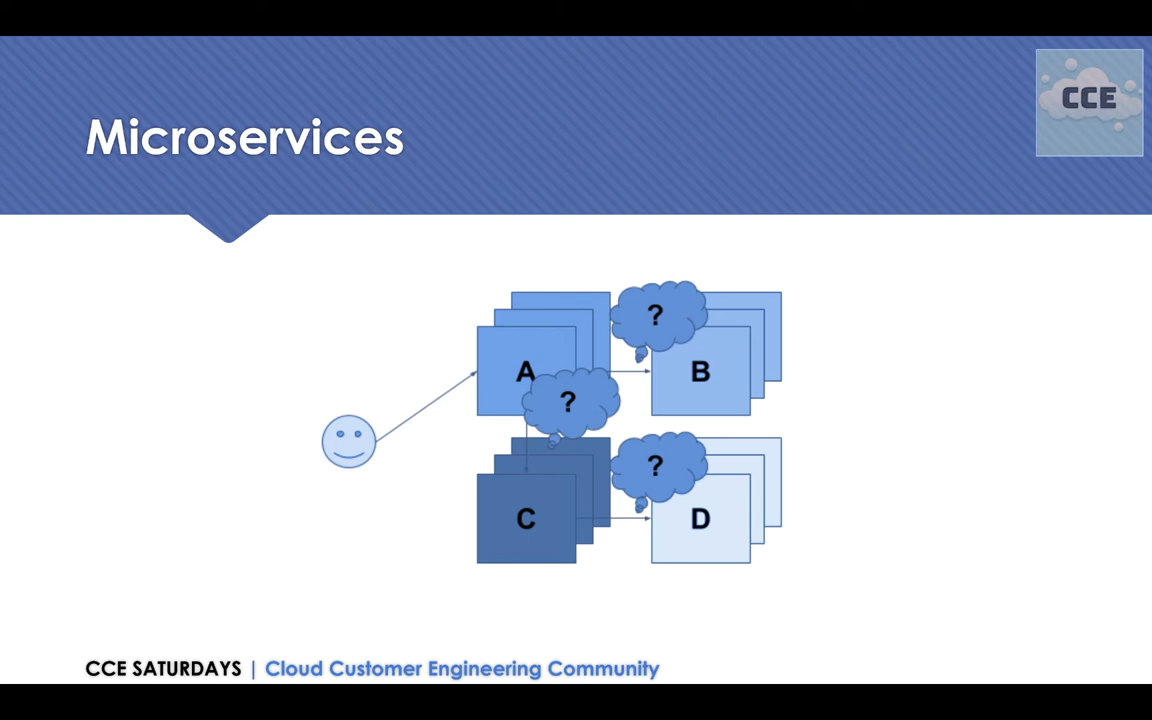 CCE
Microservices
?
A
B
?
?
C
D
CCE SATURDAYS | Cloud Customer Engineering Community